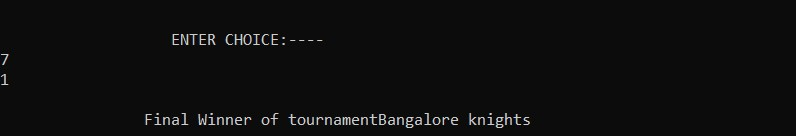 ENTER CHOICE:----
7
1
Final Winner of tournamentBangalore knights